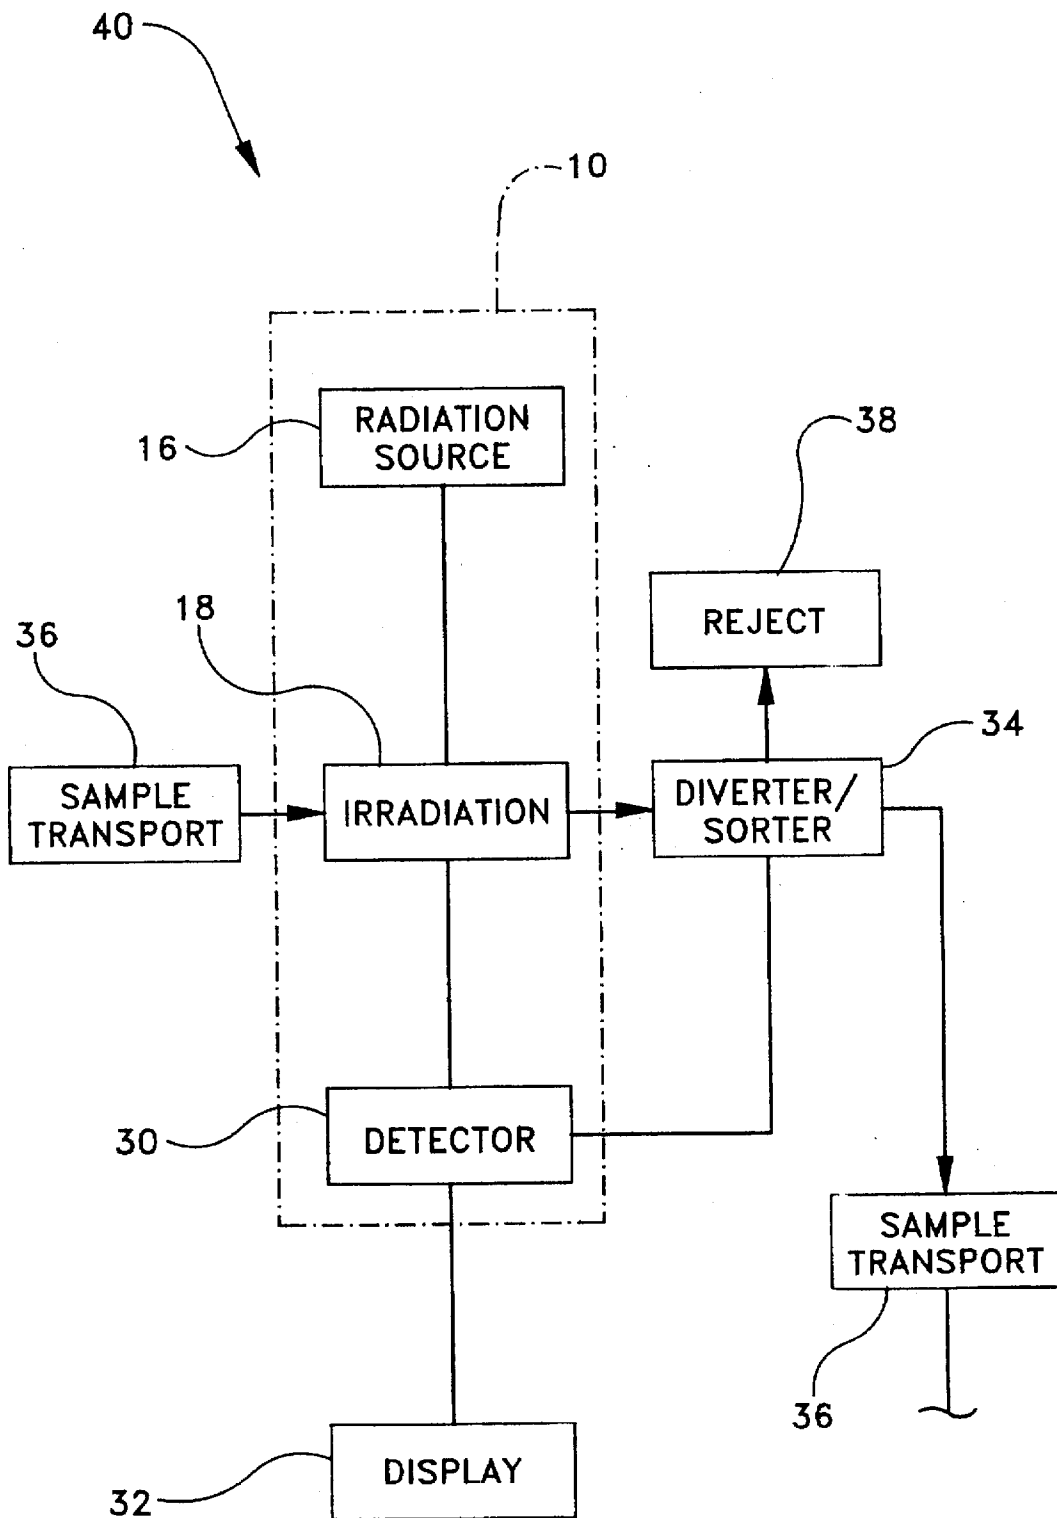 40
10
RADIATION
SOURCE
16
38
REJECT
18
36
34
SAMPLE
TRANSPORT
IRRADIATION
DIVERTER/
SORTER
30
DETECTOR
SAMPLE
TRANSPORT
36
DISPLAY
32